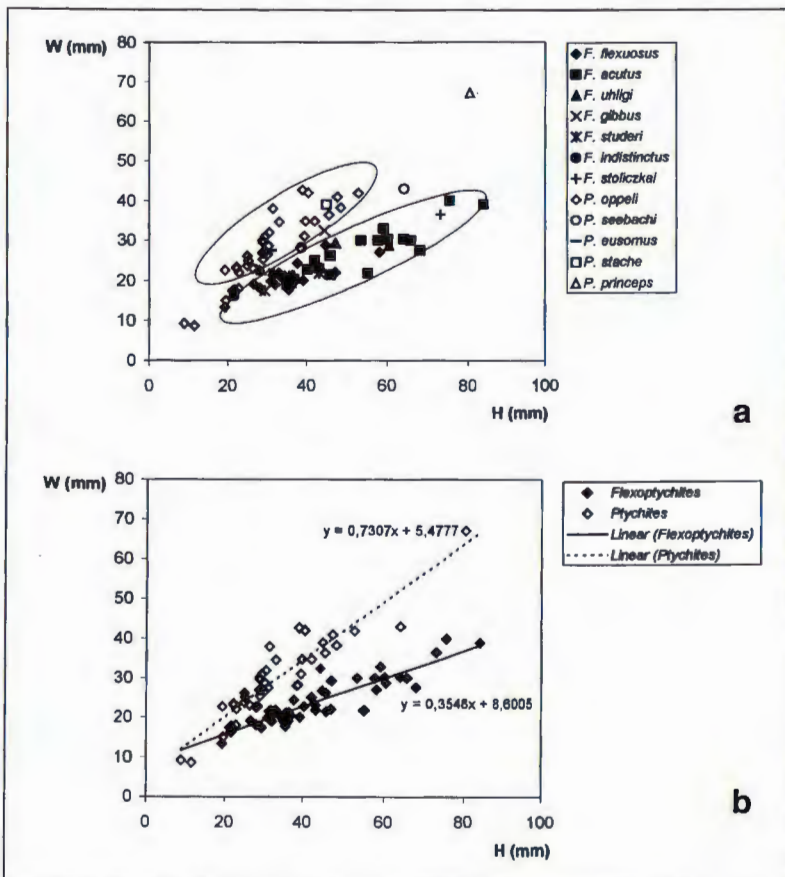 W (mm)
80
70
60
50
40
30
20
10
0
0 20 40 60 80 100
H (mm)
F. flexuosus
F. acutus
F. uhligi
F. gibbus
F. studeri
F. indistinctus
F. stoliczkai
P. oppeli
P. seebachi
P. eusomus
P. stache
P. princeps
a
W (mm)
80
70
60
50
40
30
20
10
0
0 20 40 60 80 100
H (mm)
y = 0,7307x + 5,4777
y = 0,3546x + 8,6005
Flexoptychites
Ptychites
Linear (Flexoptychites)
Linear (Ptychites)
b